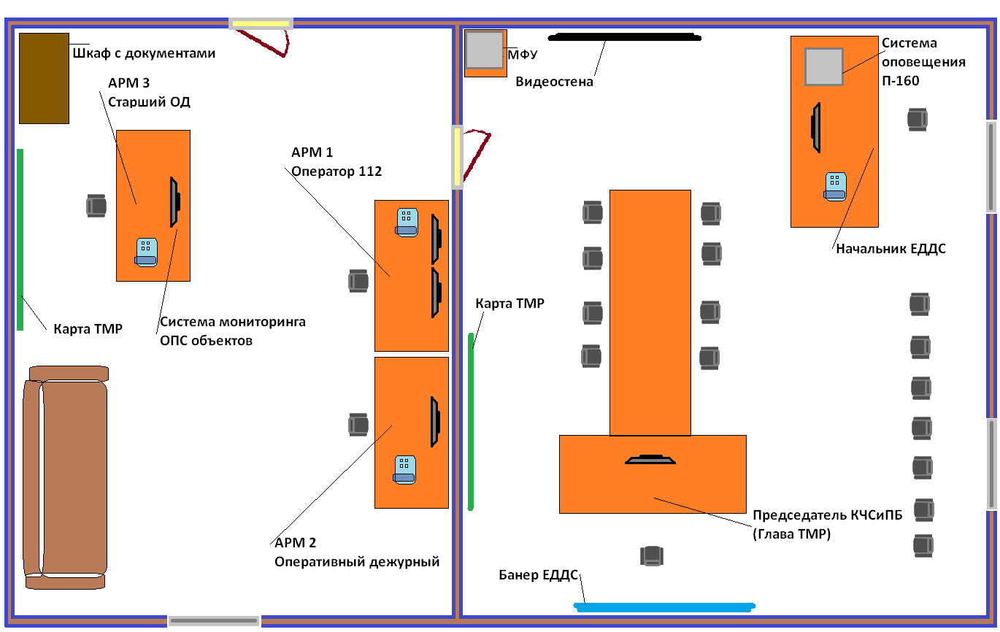 Шкаф с документами
АРМ 3
Старший ОД
АРМ 1
Оператор 112
Карта ТМР
Система мониторинга
ОПС объектов
АРМ 2
Оперативный дежурный
МФУ
Видеостена
Система
оповещения
П-160
Начальник ЕДДС
Карта ТМР
Председатель КЧСиПБ
(Глава ТМР)
Банер ЕДДС